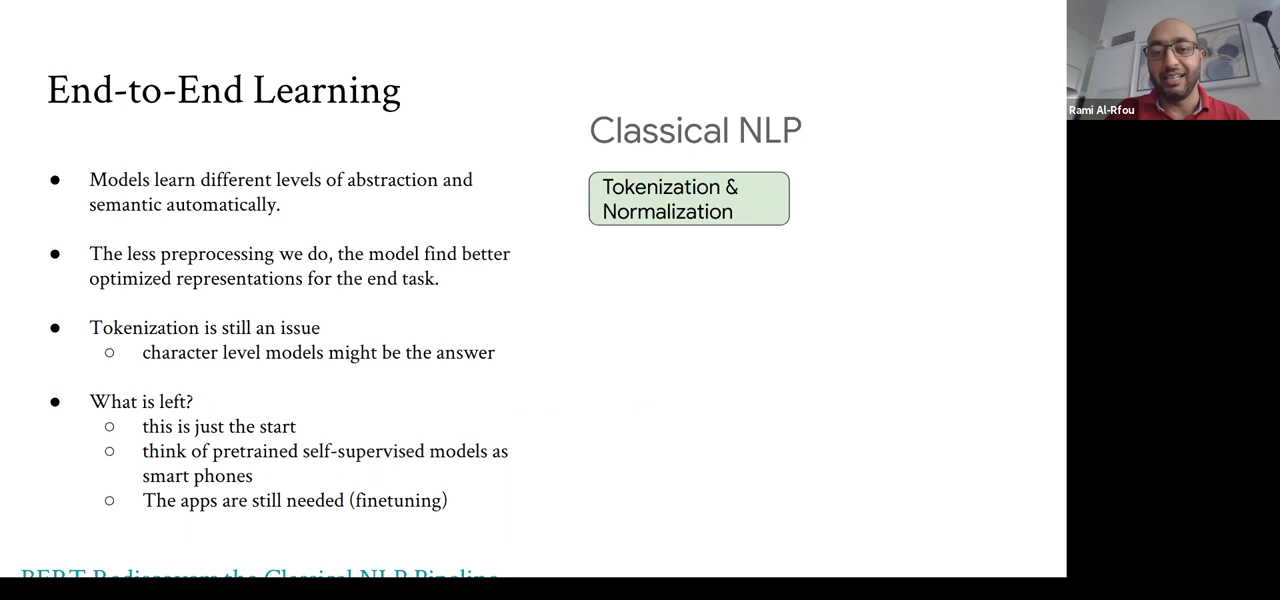 End-to-End Learning
● Models learn different levels of abstraction and
semantic automatically.
● The less preprocessing we do, the model find better
optimized representations for the end task.
● Tokenization is still an issue
○ character level models might be the answer
● What is left?
○ this is just the start
○ think of pretrained self-supervised models as
smart phones
○ The apps are still needed (finetuning)
BERT Rediscovers the Classical NLP Pipeline
Classical NLP
Tokenization &
Normalization
Rami Al-Rfou